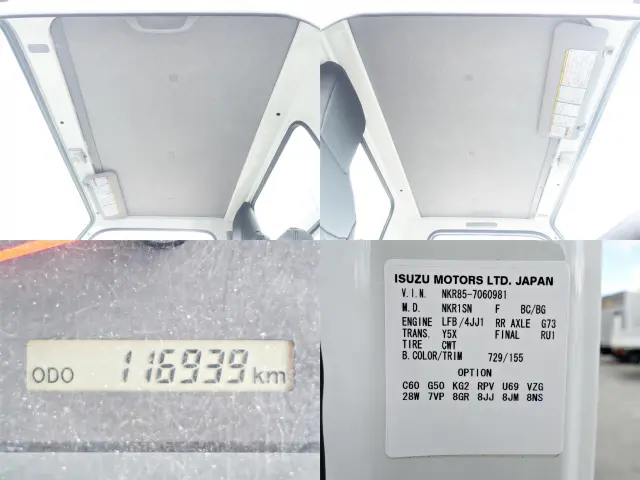 ODO 116939 km
ISUZU MOTORS LTD. JAPAN
V.I.N. NKR85-7060981
M.D. NKR1SN F BC/BG
ENGINE LFB/4JJ1 RR AXLE G73
TRANS. Y5X FINAL RU1
TIRE CWT
B.COLOR/TRIM 729/155
OPTION
C60 G50 KG2 RPV U69 VZG
28W 7VP 8GR 8JJ 8JM 8NS